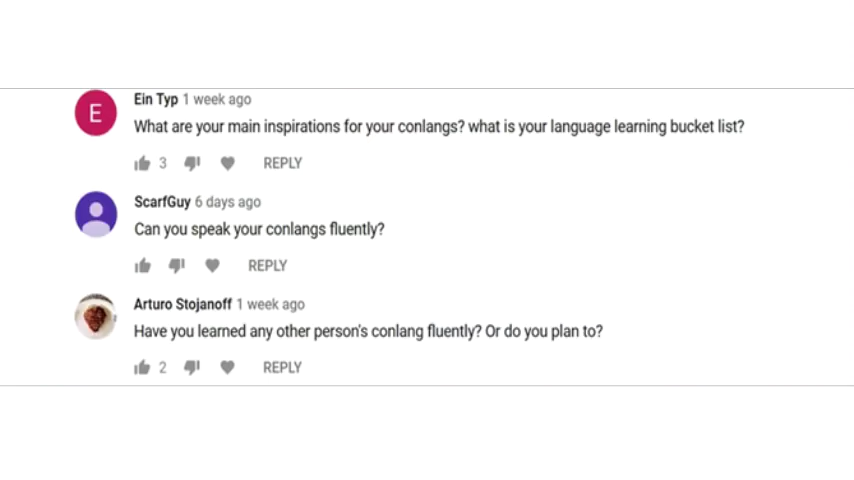 E
Ein Typ 1 week ago
What are your main inspirations for your conlangs? what is your language learning bucket list?
3 REPLY
ScarfGuy 6 days ago
Can you speak your conlangs fluently?
REPLY
Arturo Stojanoff 1 week ago
Have you learned any other person's conlang fluently? Or do you plan to?
2 REPLY